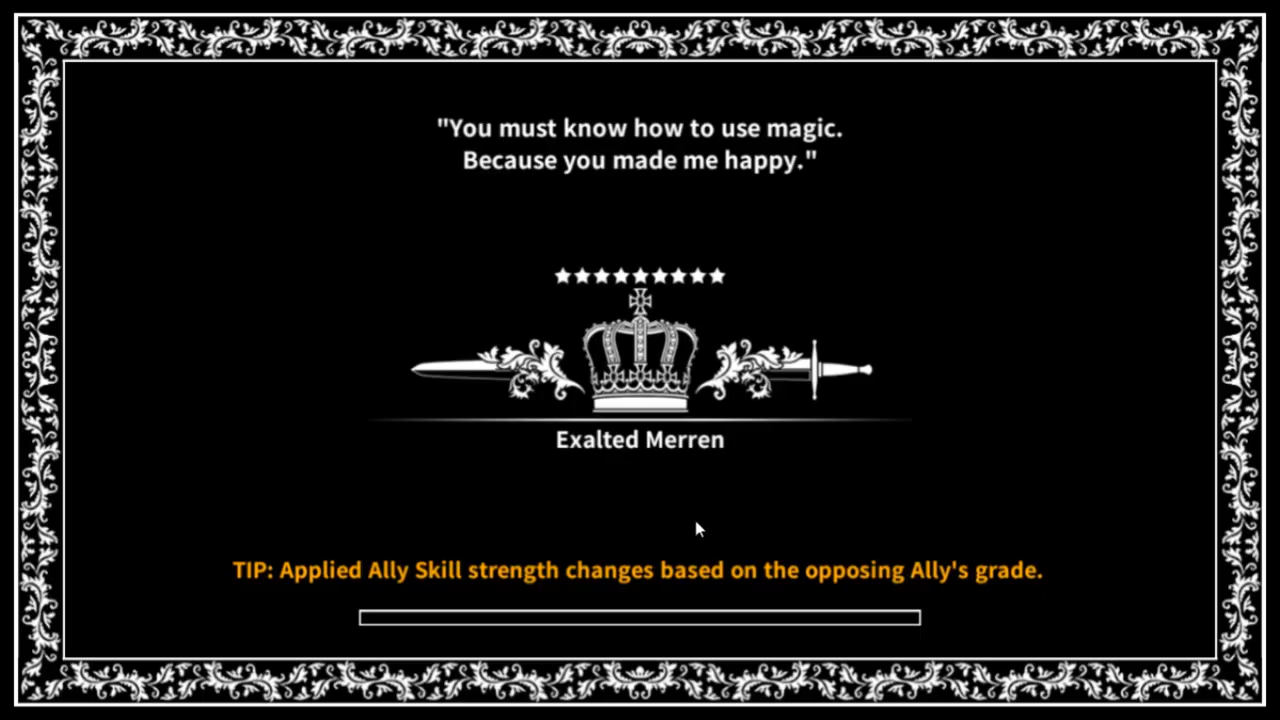 "You must know how to use magic.
Because you made me happy."
Exalted Merren
TIP: Applied Ally Skill strength changes based on the opposing Ally's grade.